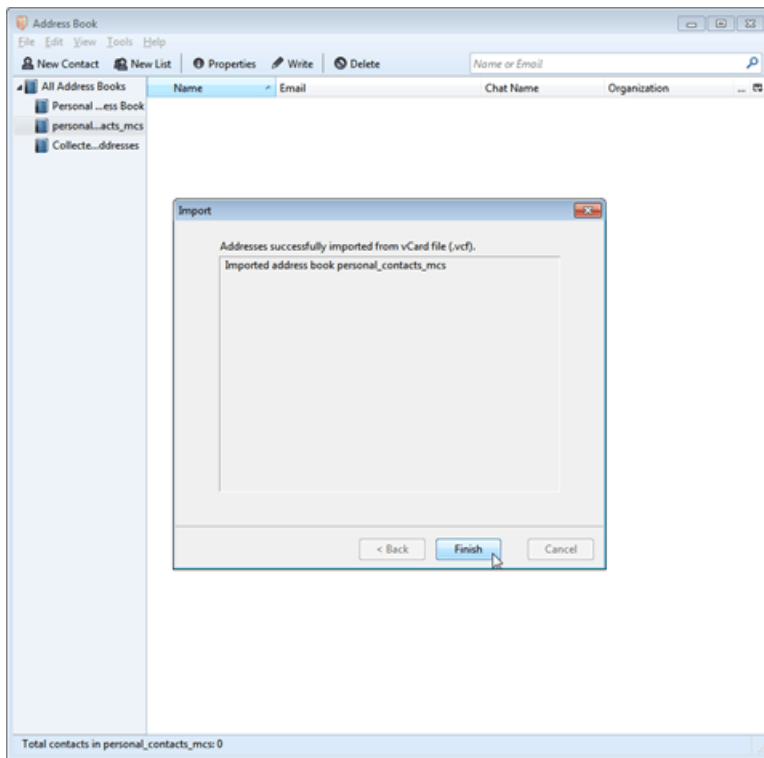 Address Book
File Edit View Tools Help
New Contact New List Properties Write Delete Name or Email
All Address Books Name Email Chat Name Organization ...
Personal ...ess Book
personal...acts_mcs
Collecte...ddresses
Import
Addresses successfully imported from vCard file (.vcf).
Imported address book personal_contacts_mcs
< Back Finish Cancel
Total contacts in personal_contacts_mcs: 0